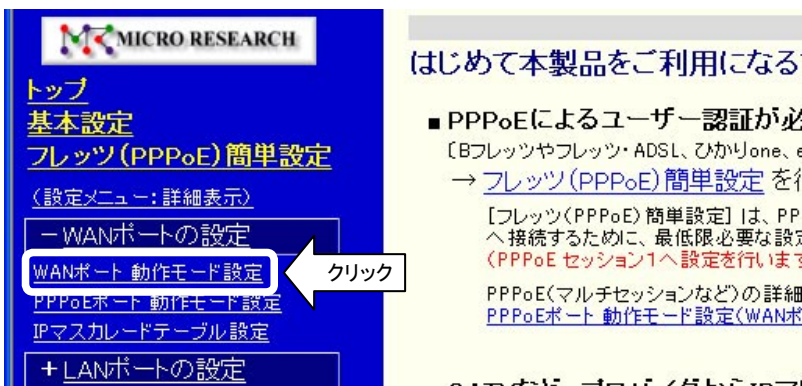 MICRO RESEARCH
トップ
基本設定
フレッツ(PPPoE)簡単設定
(設定メニュー:詳細表示)
－WANポートの設定
WANポート 動作モード設定
クリック
PPPoEポート 動作モード設定
IPマスカレードテーブル設定
＋LANポートの設定
はじめて本製品をご利用になる
■PPPoEによるユーザー認証が必
[Bフレッツやフレッツ・ADSL、ひかりone、
→ フレッツ(PPPoE)簡単設定 を
[フレッツ(PPPoE)簡単設定] は、PP
へ接続するために、最低限必要な設
(PPPoE セッション1へ設定を行いま
PPPoE(マルチセッションなど)の詳細
PPPoEポート 動作モード設定(WANポ